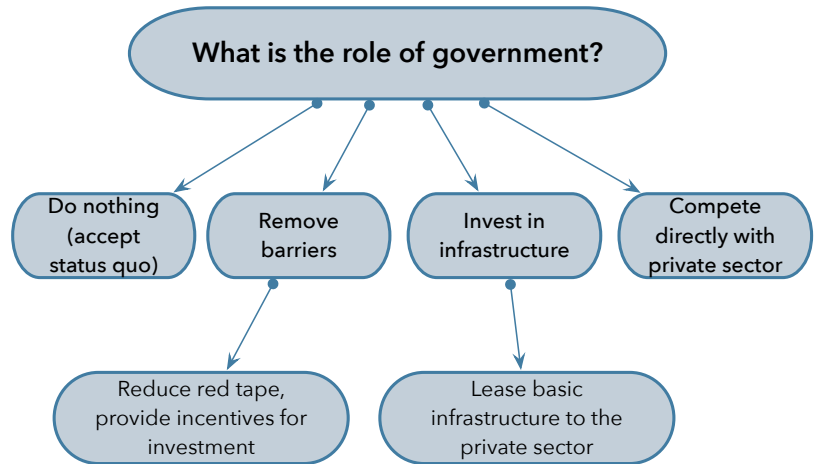 What is the role of government?
Do nothing
(accept
status quo)
Remove
barriers
Invest in
infrastructure
Compete
directly with
private sector
Reduce red tape,
provide incentives for
investment
Lease basic
infrastructure to the
private sector